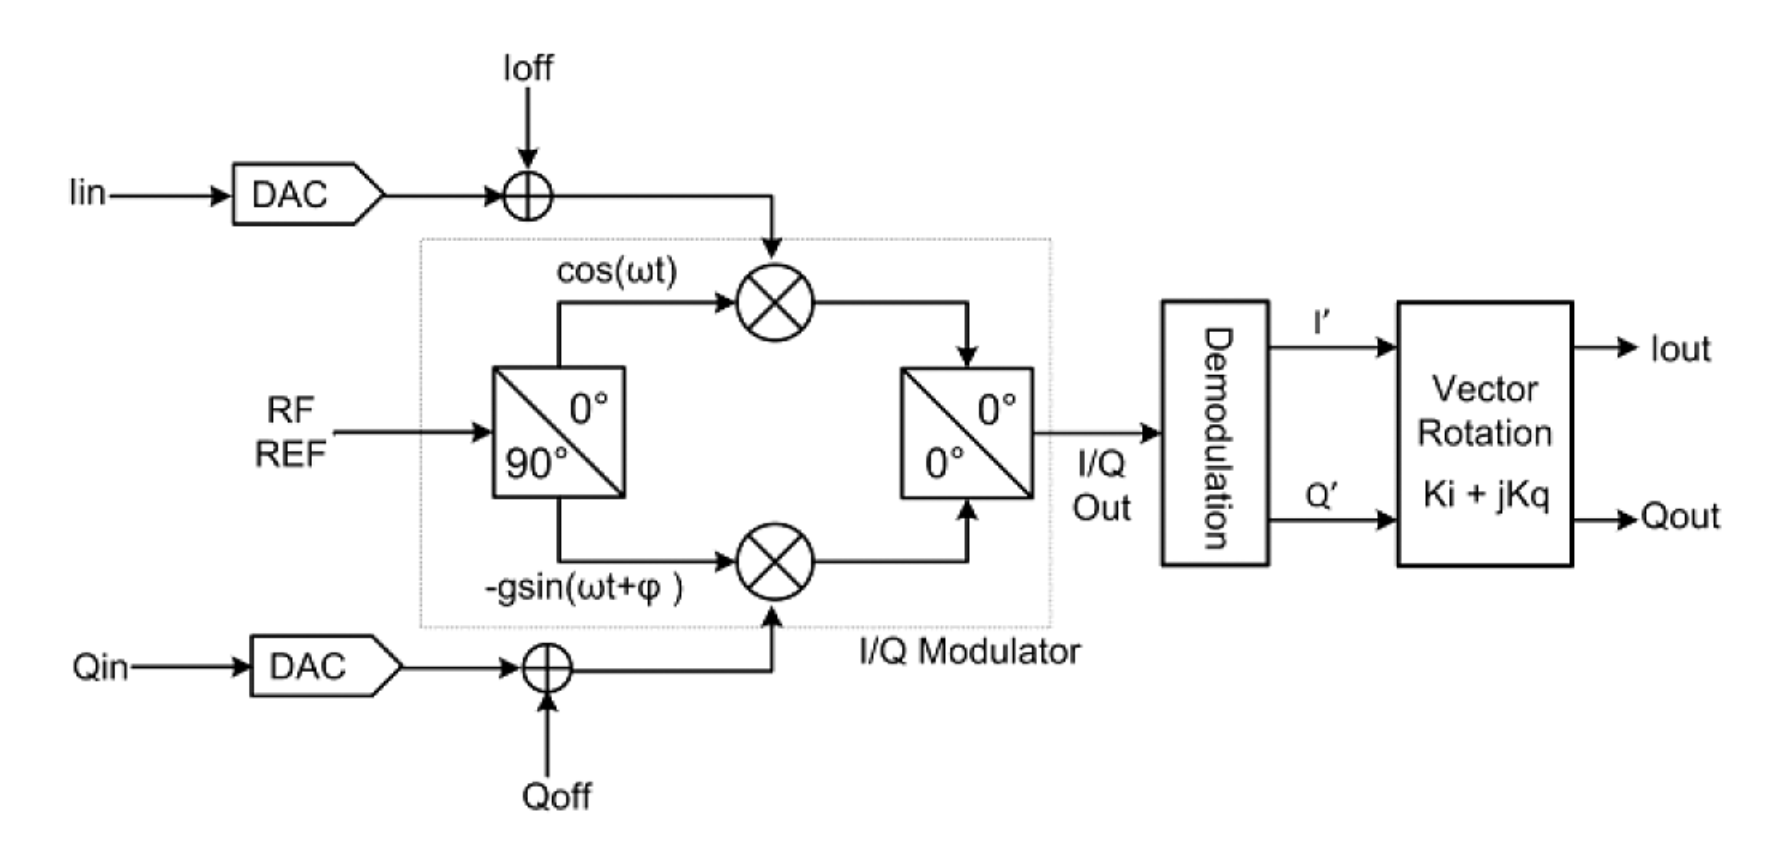 Ioff
Iin
DAC
cos(ωt)
RF
REF
0°
90°
0°
0°
I/Q
Out
Demodulation
I′
Q′
Vector
Rotation
Ki + jKq
Iout
Qout
-gsin(ωt+φ )
I/Q Modulator
Qin
DAC
Qoff